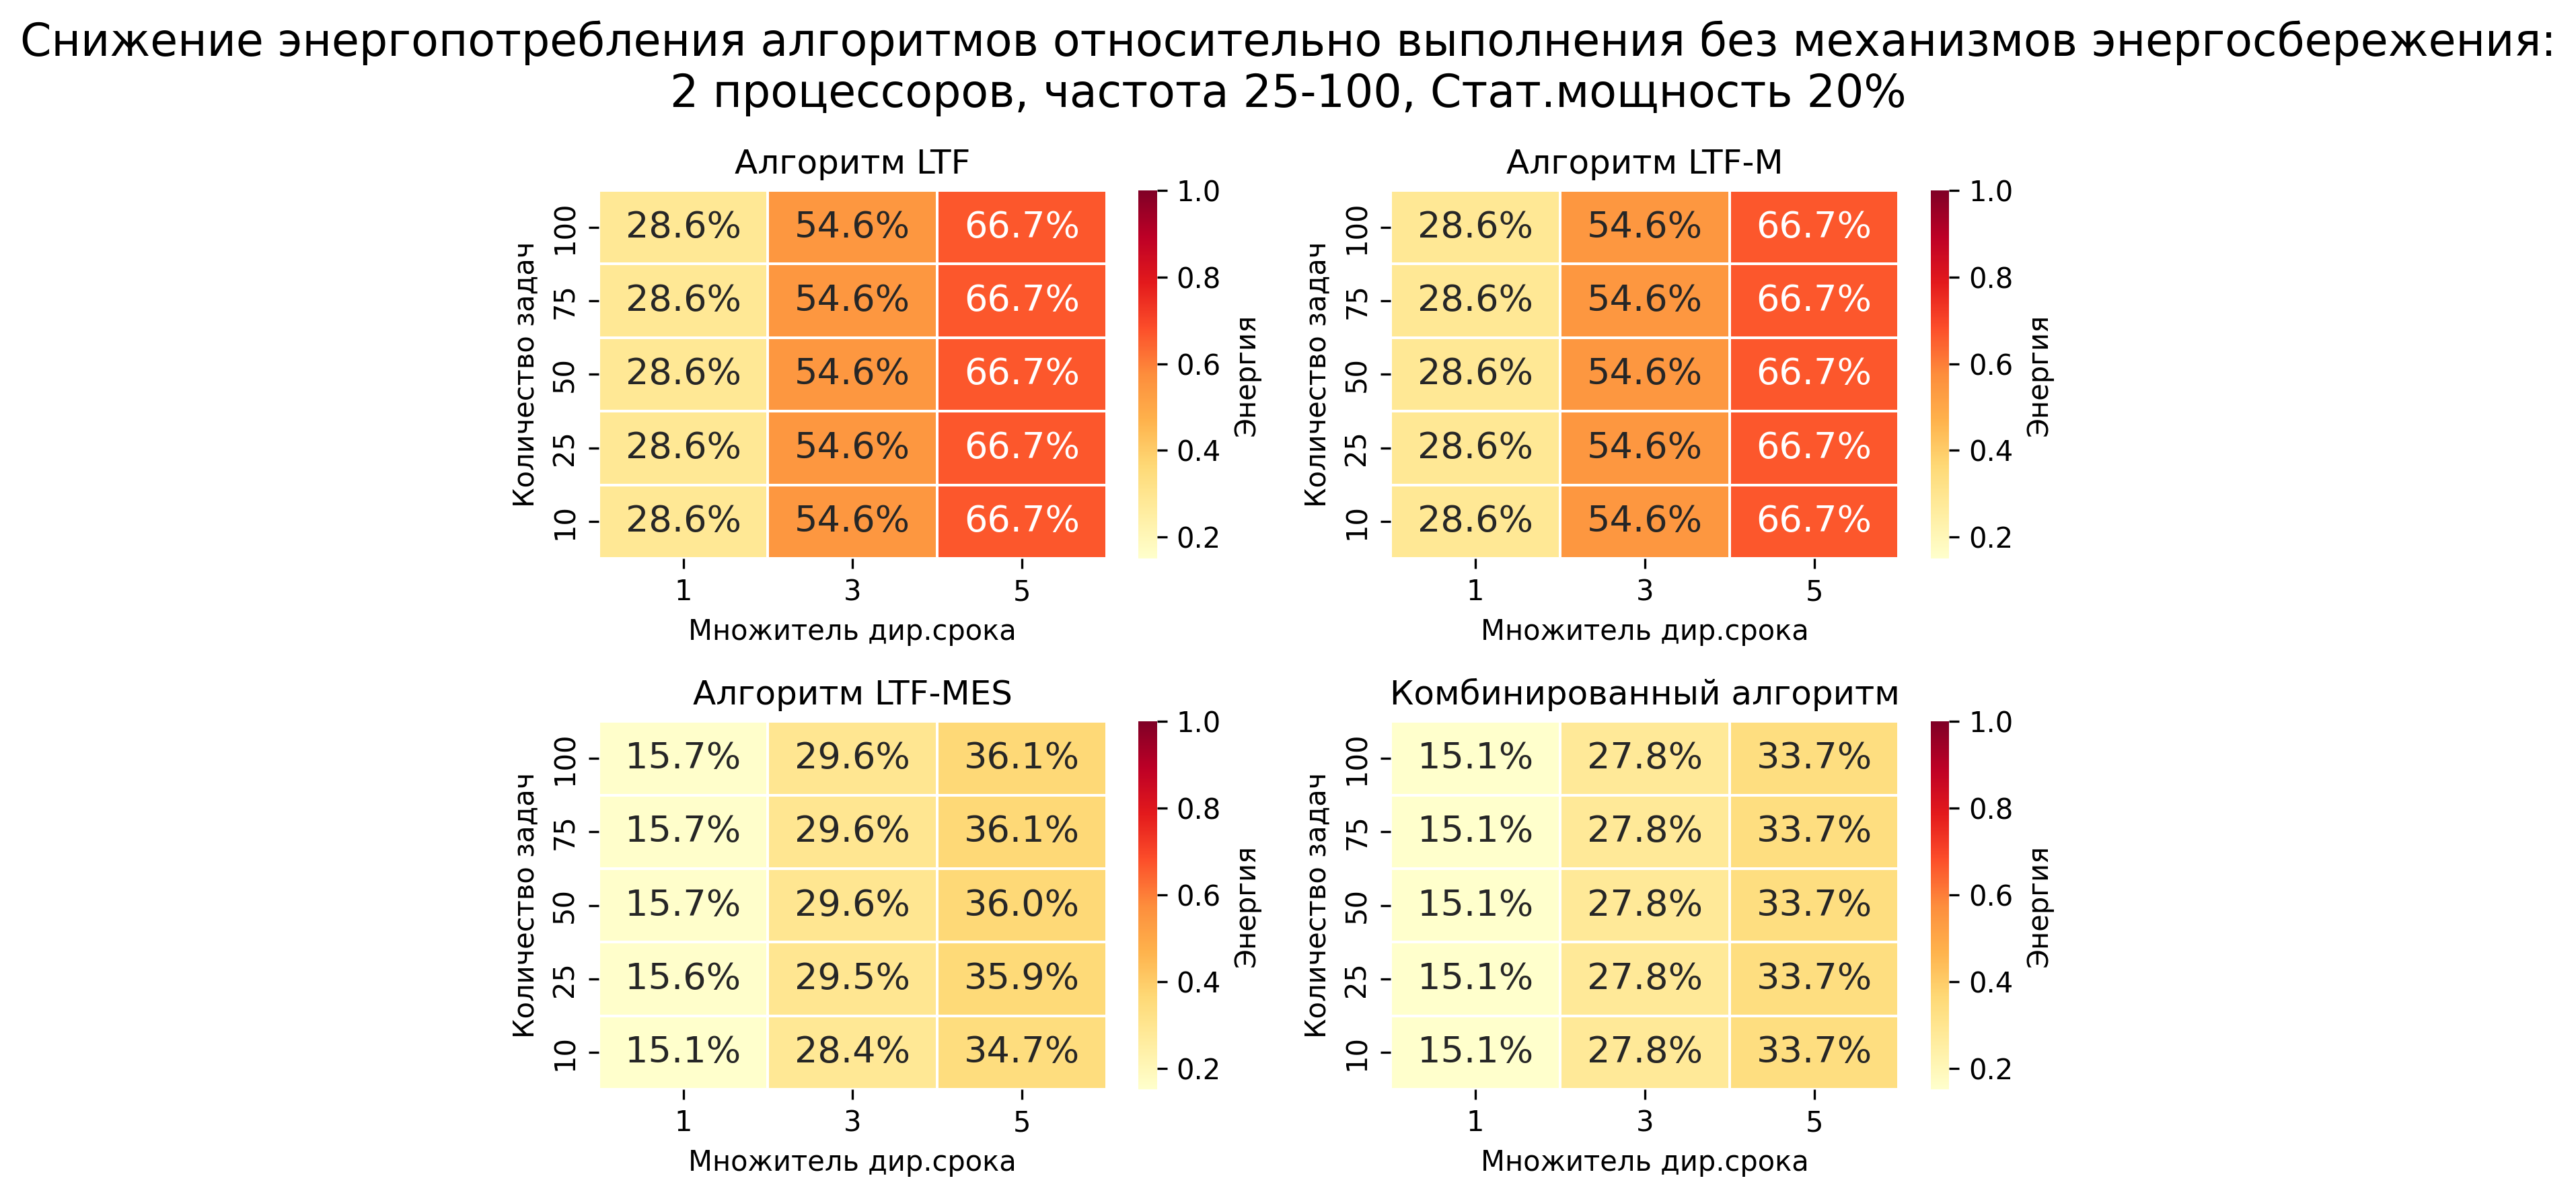 Снижение энергопотребления алгоритмов относительно выполнения без механизмов энергосбережения:
2 процессоров, частота 25-100, Стат.мощность 20%
Алгоритм LTF
Количество задач
100 28.6% 54.6% 66.7%
75 28.6% 54.6% 66.7%
50 28.6% 54.6% 66.7%
25 28.6% 54.6% 66.7%
10 28.6% 54.6% 66.7%
1 3 5
Множитель дир.срока
1.0
0.8
0.6
0.4
0.2
Энергия
Алгоритм LTF-M
Количество задач
100 28.6% 54.6% 66.7%
75 28.6% 54.6% 66.7%
50 28.6% 54.6% 66.7%
25 28.6% 54.6% 66.7%
10 28.6% 54.6% 66.7%
1 3 5
Множитель дир.срока
1.0
0.8
0.6
0.4
0.2
Энергия
Алгоритм LTF-MES
Количество задач
100 15.7% 29.6% 36.1%
75 15.7% 29.6% 36.1%
50 15.7% 29.6% 36.0%
25 15.6% 29.5% 35.9%
10 15.1% 28.4% 34.7%
1 3 5
Множитель дир.срока
1.0
0.8
0.6
0.4
0.2
Энергия
Комбинированный алгоритм
Количество задач
100 15.1% 27.8% 33.7%
75 15.1% 27.8% 33.7%
50 15.1% 27.8% 33.7%
25 15.1% 27.8% 33.7%
10 15.1% 27.8% 33.7%
1 3 5
Множитель дир.срока
1.0
0.8
0.6
0.4
0.2
Энергия